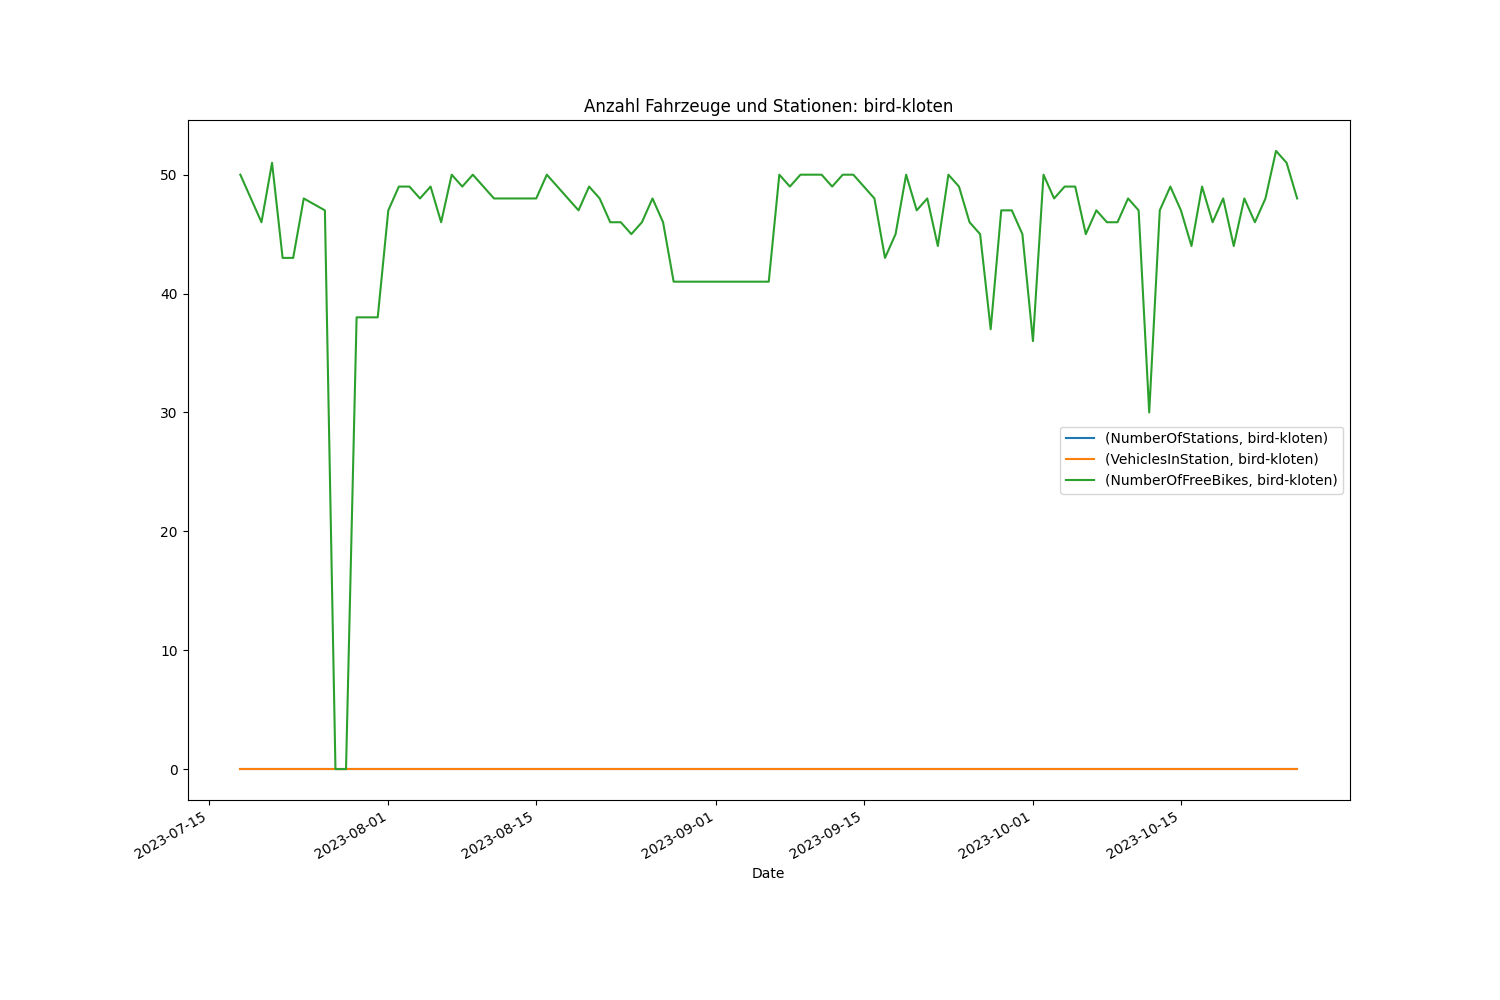 Anzahl Fahrzeuge und Stationen: bird-kloten
50
40
30
20
10
0
(NumberOfStations, bird-kloten)
(VehiclesInStation, bird-kloten)
(NumberOfFreeBikes, bird-kloten)
2023-07-15
2023-08-01
2023-08-15
2023-09-01
2023-09-15
2023-10-01
2023-10-15
Date